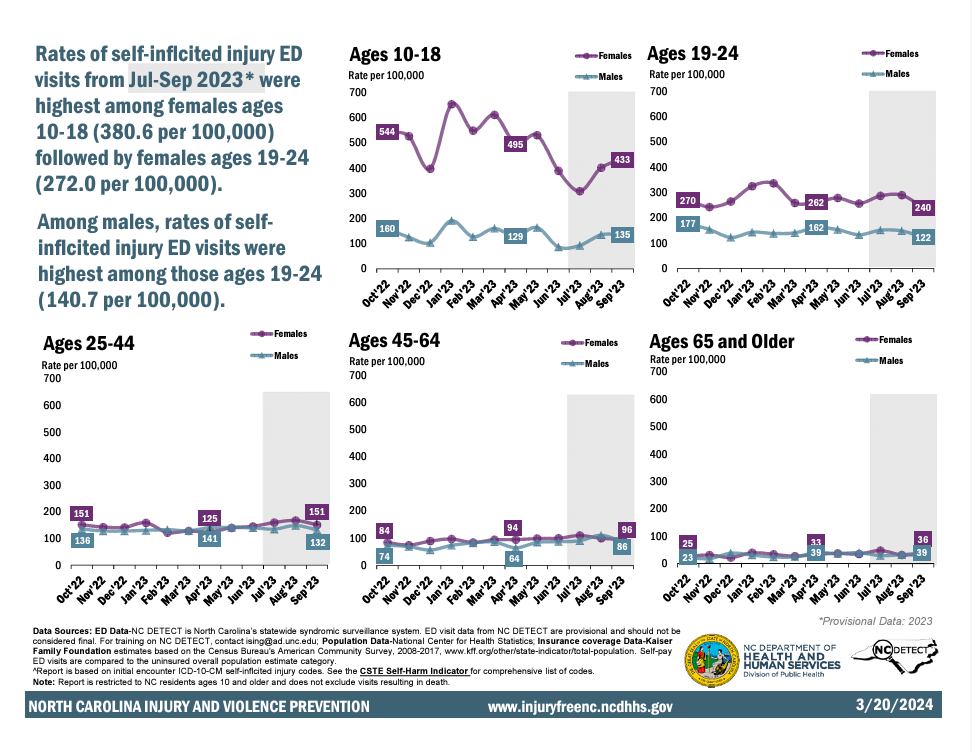 Rates of self-inflcited injury ED
visits from Jul-Sep 2023* were
highest among females ages
10-18 (380.6 per 100,000)
followed by females ages 19-24
(272.0 per 100,000).
Among males, rates of self-
inflcited injury ED visits were
highest among those ages 19-24
(140.7 per 100,000).
Ages 10-18
Rate per 100,000
Females
Males
700
600
500
400
300
200
100
0
544
495
433
160
129
135
Oct'22
Nov'22
Dec'22
Jan'23
Feb'23
Mar'23
Apr'23
May'23
Jun'23
Jul'23
Aug'23
Sep'23
Ages 19-24
Rate per 100,000
Females
Males
700
600
500
400
300
200
100
0
270
262
240
177
162
122
Oct'22
Nov'22
Dec'22
Jan'23
Feb'23
Mar'23
Apr'23
May'23
Jun'23
Jul'23
Aug'23
Sep'23
Ages 25-44
Rate per 100,000
Females
Males
700
600
500
400
300
200
100
0
151
125
151
136
141
132
Oct'22
Nov'22
Dec'22
Jan'23
Feb'23
Mar'23
Apr'23
May'23
Jun'23
Jul'23
Aug'23
Sep'23
Ages 45-64
Rate per 100,000
Females
Males
700
600
500
400
300
200
100
0
84
94
96
74
64
86
Oct'22
Nov'22
Dec'22
Jan'23
Feb'23
Mar'23
Apr'23
May'23
Jun'23
Jul'23
Aug'23
Sep'23
Ages 65 and Older
Rate per 100,000
Females
Males
700
600
500
400
300
200
100
0
25
33
36
23
39
39
Oct'22
Nov'22
Dec'22
Jan'23
Feb'23
Mar'23
Apr'23
May'23
Jun'23
Jul'23
Aug'23
Sep'23
*Provisional Data: 2023
Data Sources: ED Data-NC DETECT is North Carolina's statewide syndromic surveillance system. ED visit data from NC DETECT are provisional and should not be
considered final. For training on NC DETECT, contact ising@ad.unc.edu; Population Data-National Center for Health Statistics; Insurance coverage Data-Kaiser
Family Foundation estimates based on the Census Bureau's American Community Survey, 2008-2017, www.kff.org/other/state-indicator/total-population. Self-pay
ED visits are compared to the uninsured overall population estimate category.
^Report is based on initial encounter ICD-10-CM self-inflicted injury codes. See the CSTE Self-Harm Indicator for comprehensive list of codes.
Note: Report is restricted to NC residents ages 10 and older and does not exclude visits resulting in death.
NC DEPARTMENT OF
HEALTH AND
HUMAN SERVICES
Division of Public Health
NC DETECT
NORTH CAROLINA INJURY AND VIOLENCE PREVENTION
www.injuryfreenc.ncdhhs.gov
3/20/2024